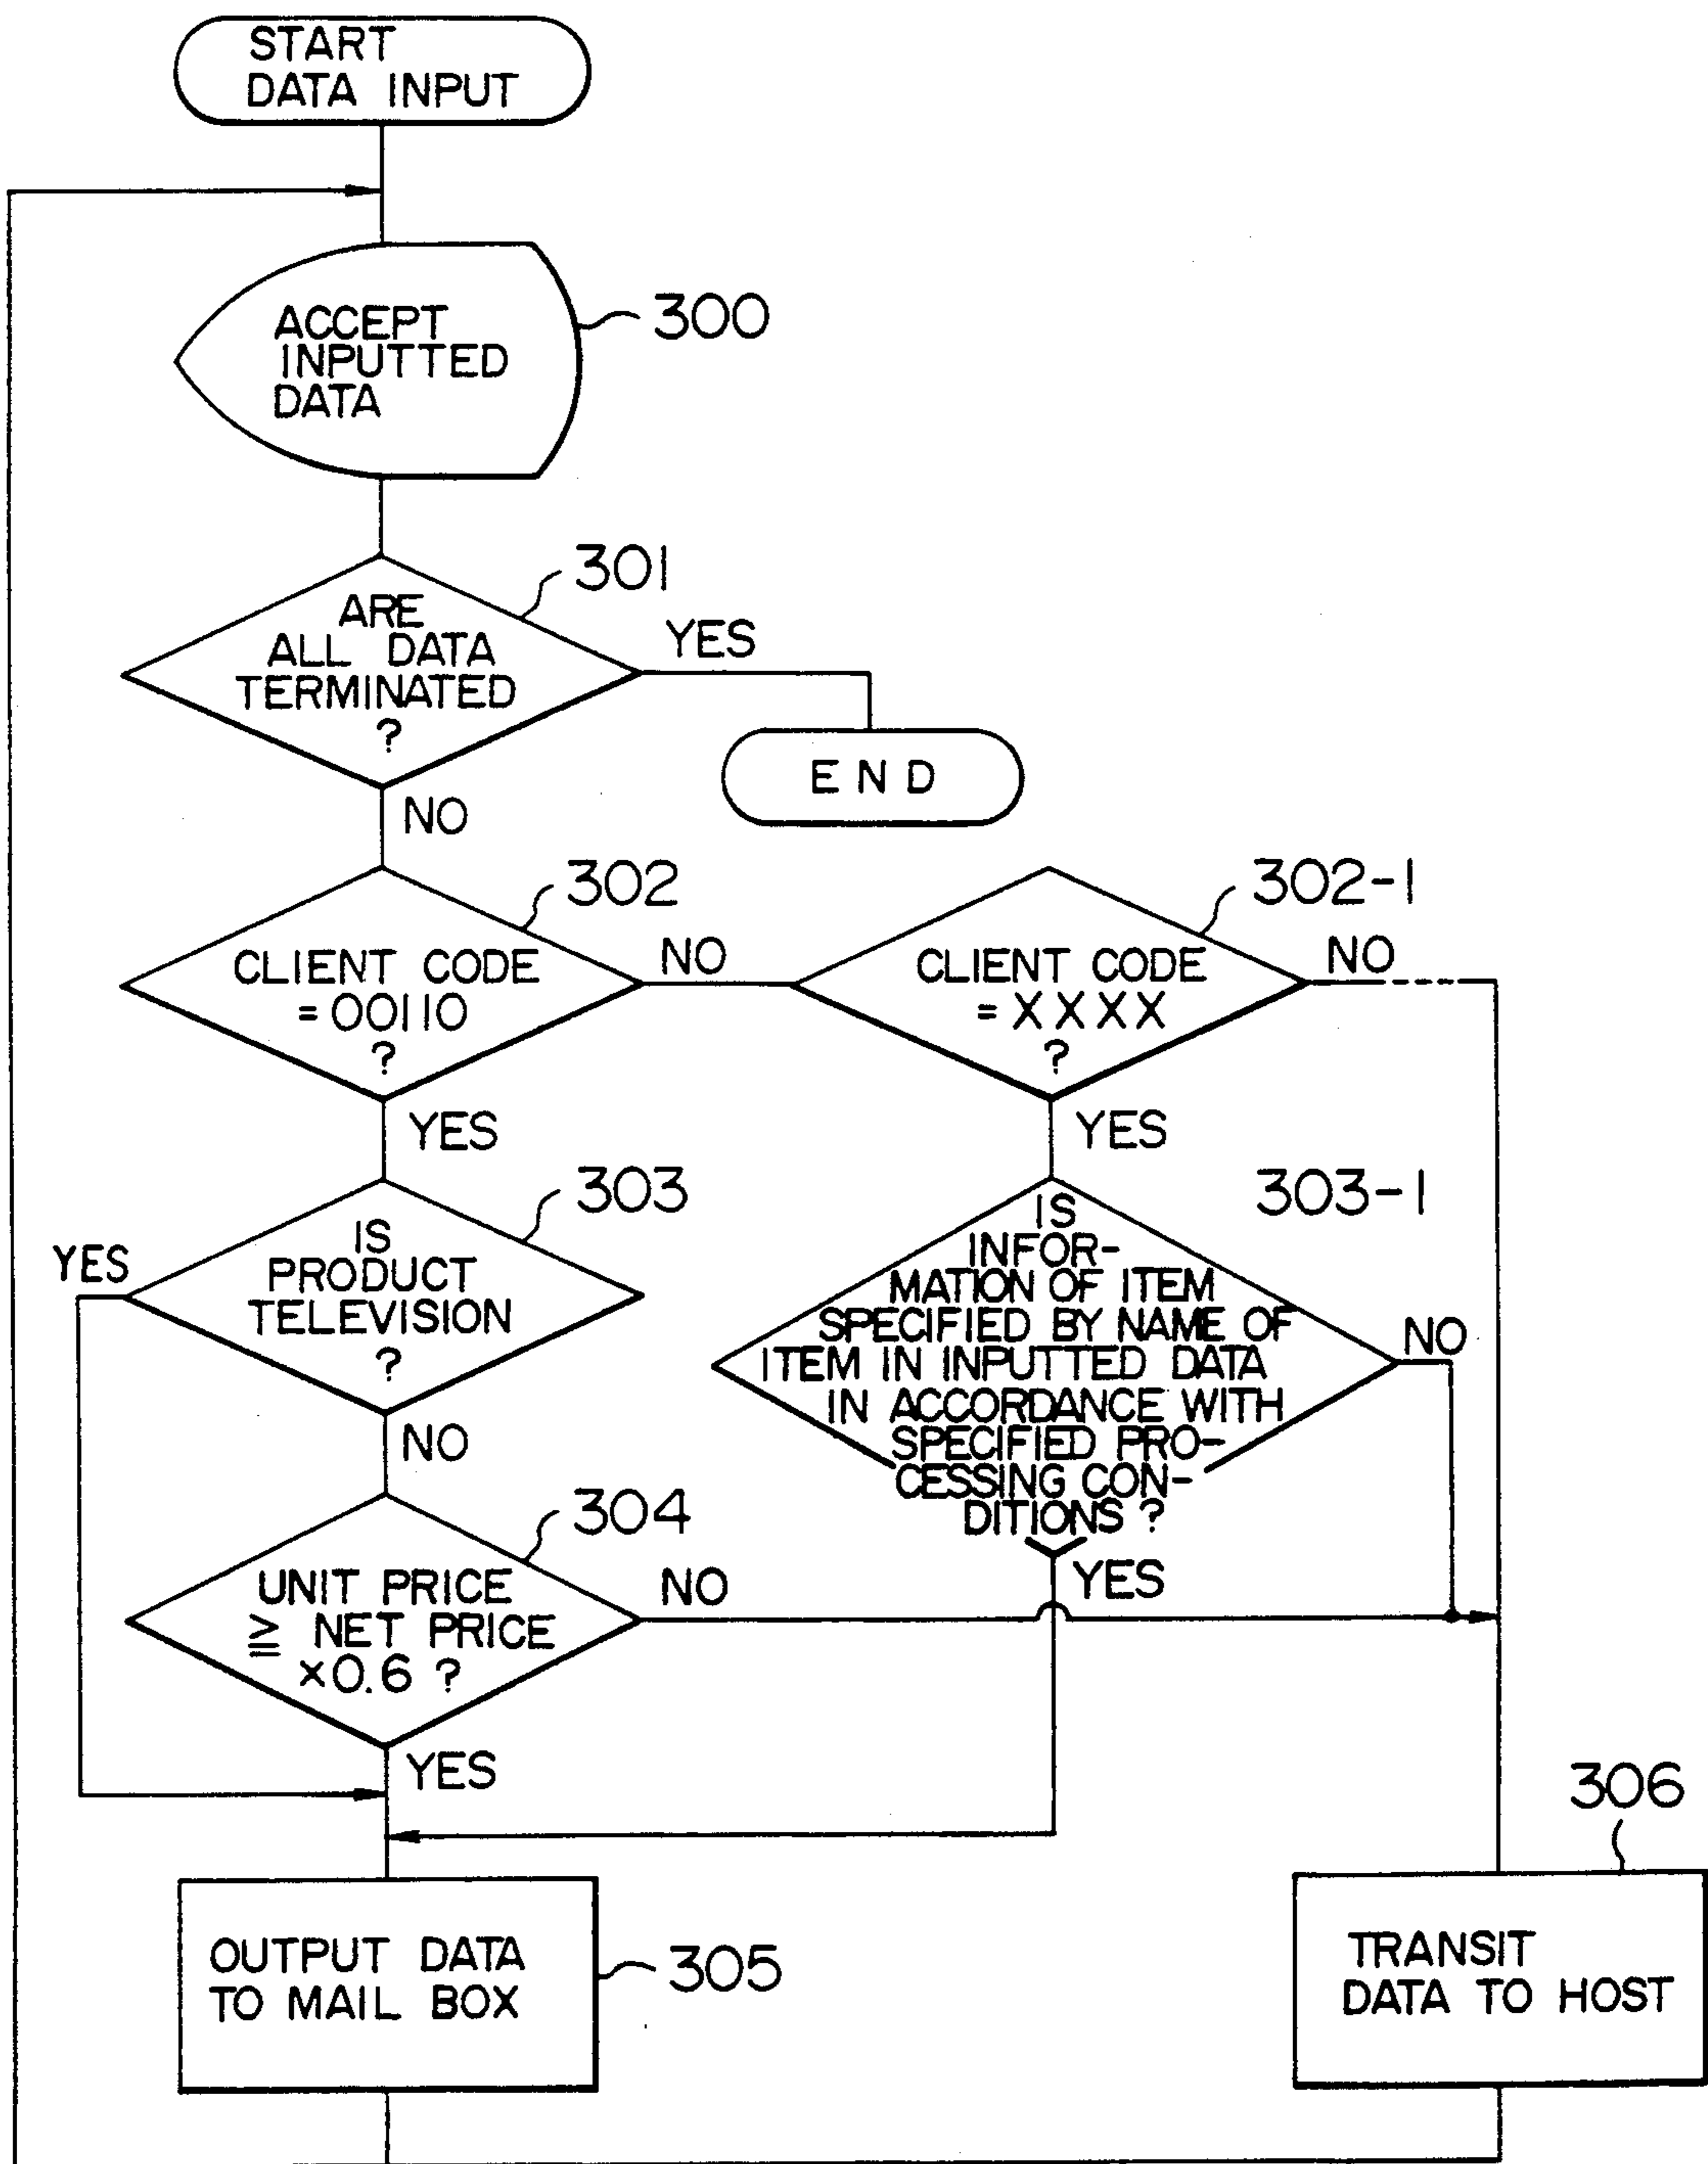 START
DATA INPUT
ACCEPT
INPUTTED
DATA
300
301
ARE
ALL DATA
TERMINATED
?
YES
END
NO
302
CLIENT CODE
= 00110
?
NO
302-1
CLIENT CODE
= XXXX
?
NO
YES
YES
303
IS
PRODUCT
TELEVISION
?
YES
NO
303-1
IS
INFOR-
MATION OF ITEM
SPECIFIED BY NAME OF
ITEM IN INPUTTED DATA
IN ACCORDANCE WITH
SPECIFIED PRO-
CESSING CON-
DITIONS ?
NO
YES
304
UNIT PRICE
≧ NET PRICE
×0.6 ?
NO
YES
OUTPUT DATA
TO MAIL BOX
305
306
TRANSIT
DATA TO HOST